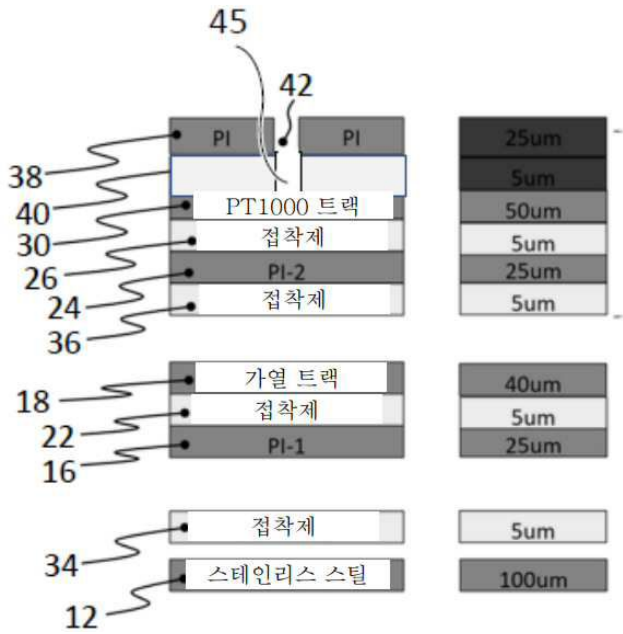 45
42
PI PI 25um
38
5um
40
PT1000 트랙 50um
30
접착제 5um
26
PI-2 25um
24
접착제 5um
36
가열 트랙 40um
18
접착제 5um
22
PI-1 25um
16
접착제 5um
34
스테인리스 스틸 100um
12